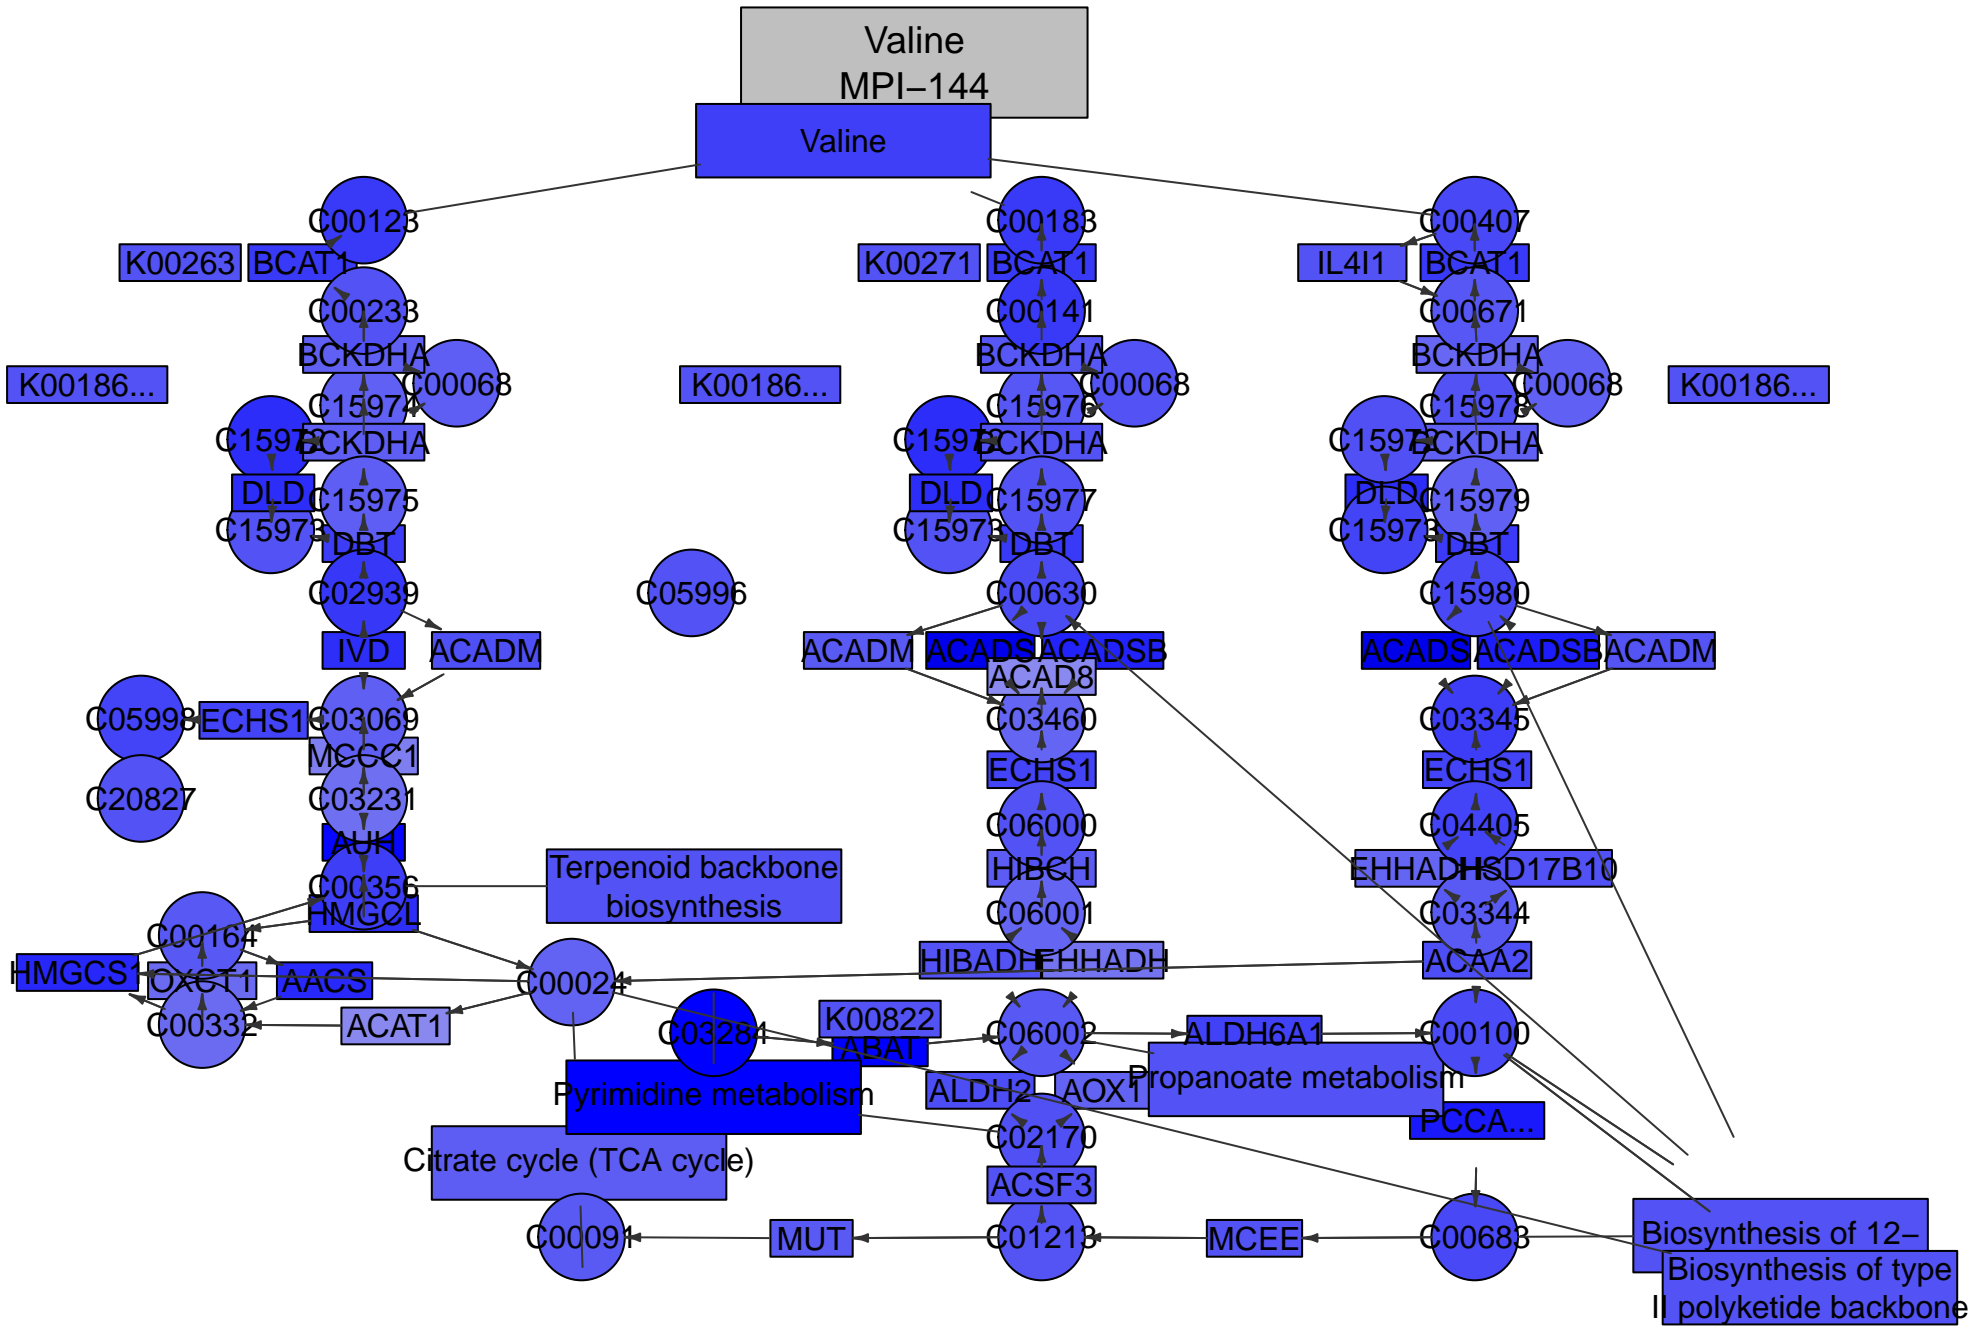 Valine
MPI−144
Valine
C00123
C00183
C00407
K00263
BCAT1
K00271
BCAT1
IL4I1
BCAT1
C00233
C00141
C00671
BCKDHA
BCKDHA
BCKDHA
K00186...
C00068
K00186...
C00068
C00068
K00186...
C15974
C15976
C15978
C15972
BCKDHA
C15972
BCKDHA
C15972
BCKDHA
DLD
C15975
DLD
C15977
DLD
C15979
C15973
DBT
C15973
DBT
C15973
DBT
C02939
C05996
C00630
C15980
IVD
ACADM
ACADM
ACADS
ACADSB
ACADS
ACADSB
ACADM
ACAD8
C05998
ECHS1
C03069
C03460
C03345
MCCC1
ECHS1
ECHS1
C20827
C03231
C06000
C04405
AUH
HIBCH
EHHADH
HSD17B10
Terpenoid backbone
biosynthesis
C00356
HMGCL
C06001
C03344
C00164
HMGCS1
OXCT1
AACS
C00024
HIBADH
EHHADH
ACAA2
C00332
ACAT1
C03284
K00822
ABAT
C06002
ALDH6A1
C00100
Pyrimidine metabolism
ALDH2
AOX1
Propanoate metabolism
PCCA...
C02170
Citrate cycle (TCA cycle)
ACSF3
C00091
MUT
C01213
MCEE
C00683
Biosynthesis of 12−
Biosynthesis of type
II polyketide backbone